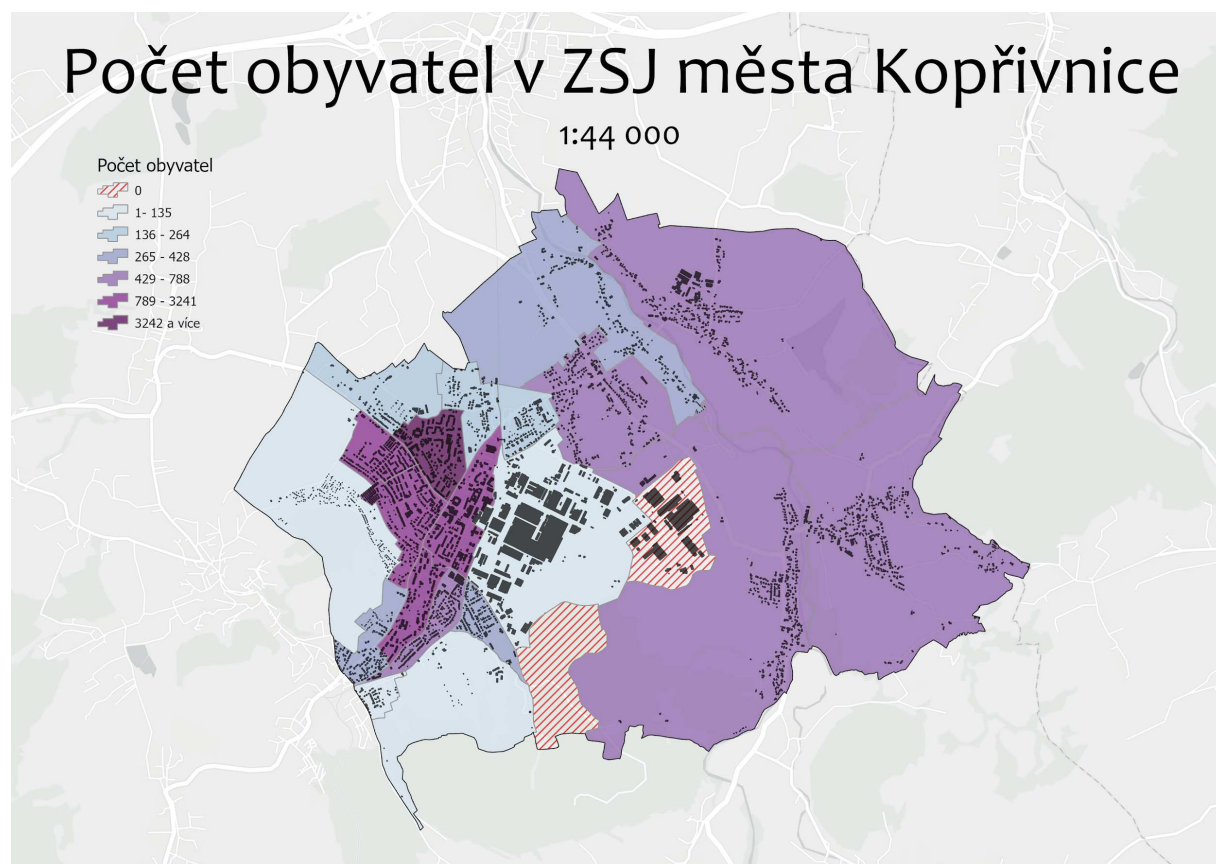 Počet obyvatel v ZSJ města Kopřivnice
1:44 000
Počet obyvatel
0
1- 135
136 - 264
265 - 428
429 - 788
789 - 3241
3242 a více